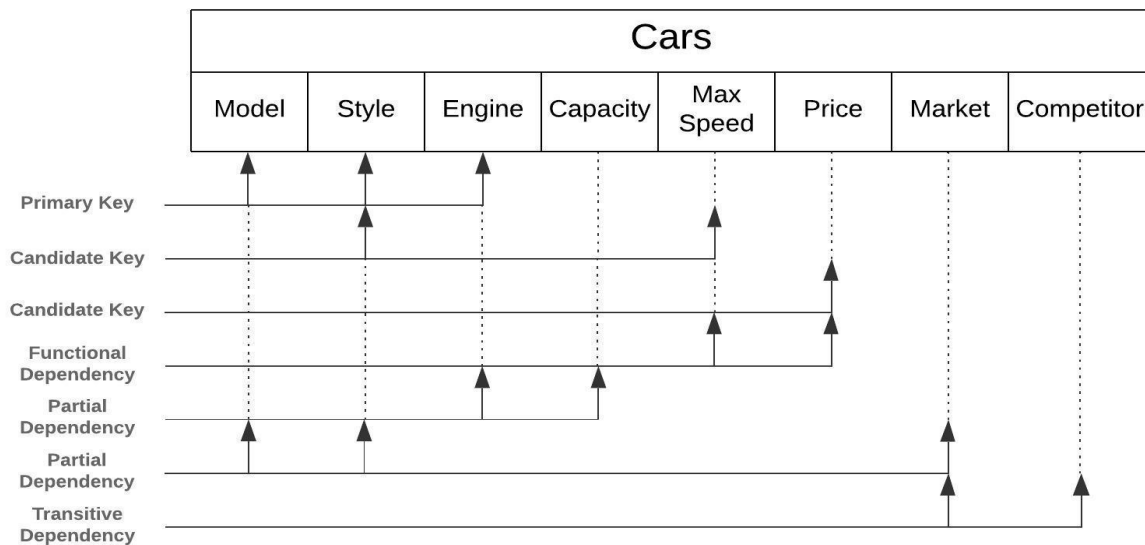 Cars
Model
Style
Engine
Capacity
Max
Speed
Price
Market
Competitor
Primary Key
Candidate Key
Candidate Key
Functional
Dependency
Partial
Dependency
Partial
Dependency
Transitive
Dependency